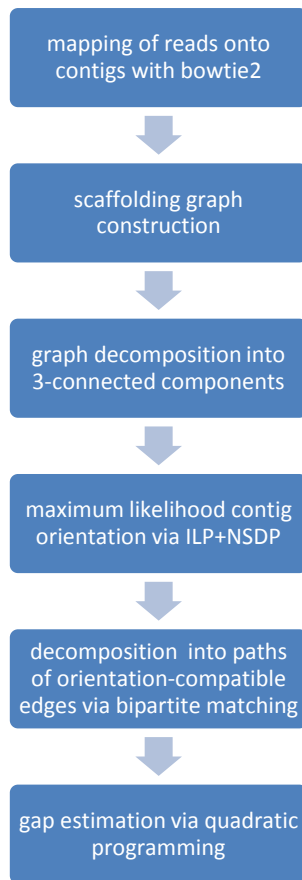 mapping of reads onto
contigs with bowtie2
scaffolding graph
construction
graph decomposition into
3-connected components
maximum likelihood contig
orientation via ILP+NSDP
decomposition into paths
of orientation-compatible
edges via bipartite matching
gap estimation via quadratic
programming